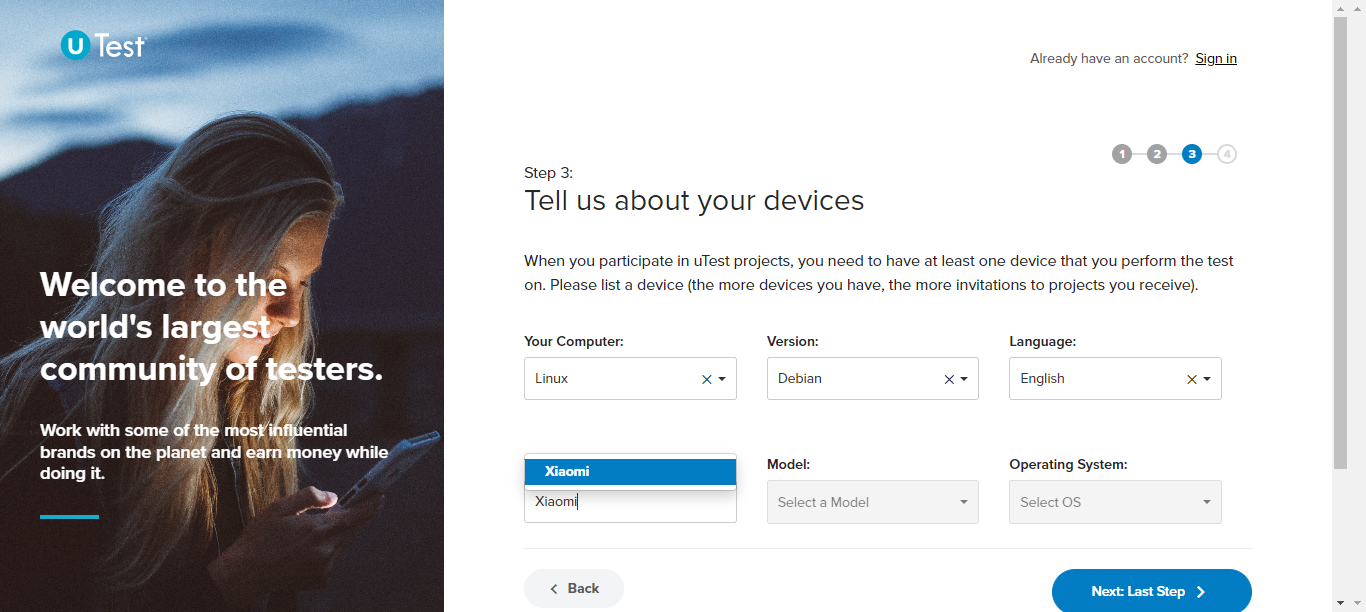 uTest
Already have an account? Sign in
1 2 3 4
Step 3:
Tell us about your devices
When you participate in uTest projects, you need to have at least one device that you perform the test
on. Please list a device (the more devices you have, the more invitations to projects you receive).
Welcome to the
world's largest
community of testers.
Work with some of the most influential
brands on the planet and earn money while
doing it.
Your Computer: Version: Language:
Linux Debian English
Xiaomi
Model: Operating System:
Xiaomi Select a Model Select OS
Back Next: Last Step